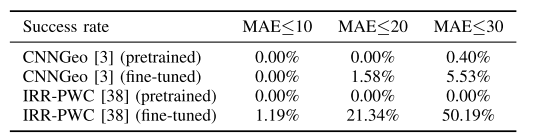 Success rate MAE≤10 MAE≤20 MAE≤30
CNNGeo [3] (pretrained) 0.00% 0.00% 0.40%
CNNGeo [3] (fine-tuned) 0.00% 1.58% 5.53%
IRR-PWC [38] (pretrained) 0.00% 0.00% 0.00%
IRR-PWC [38] (fine-tuned) 1.19% 21.34% 50.19%